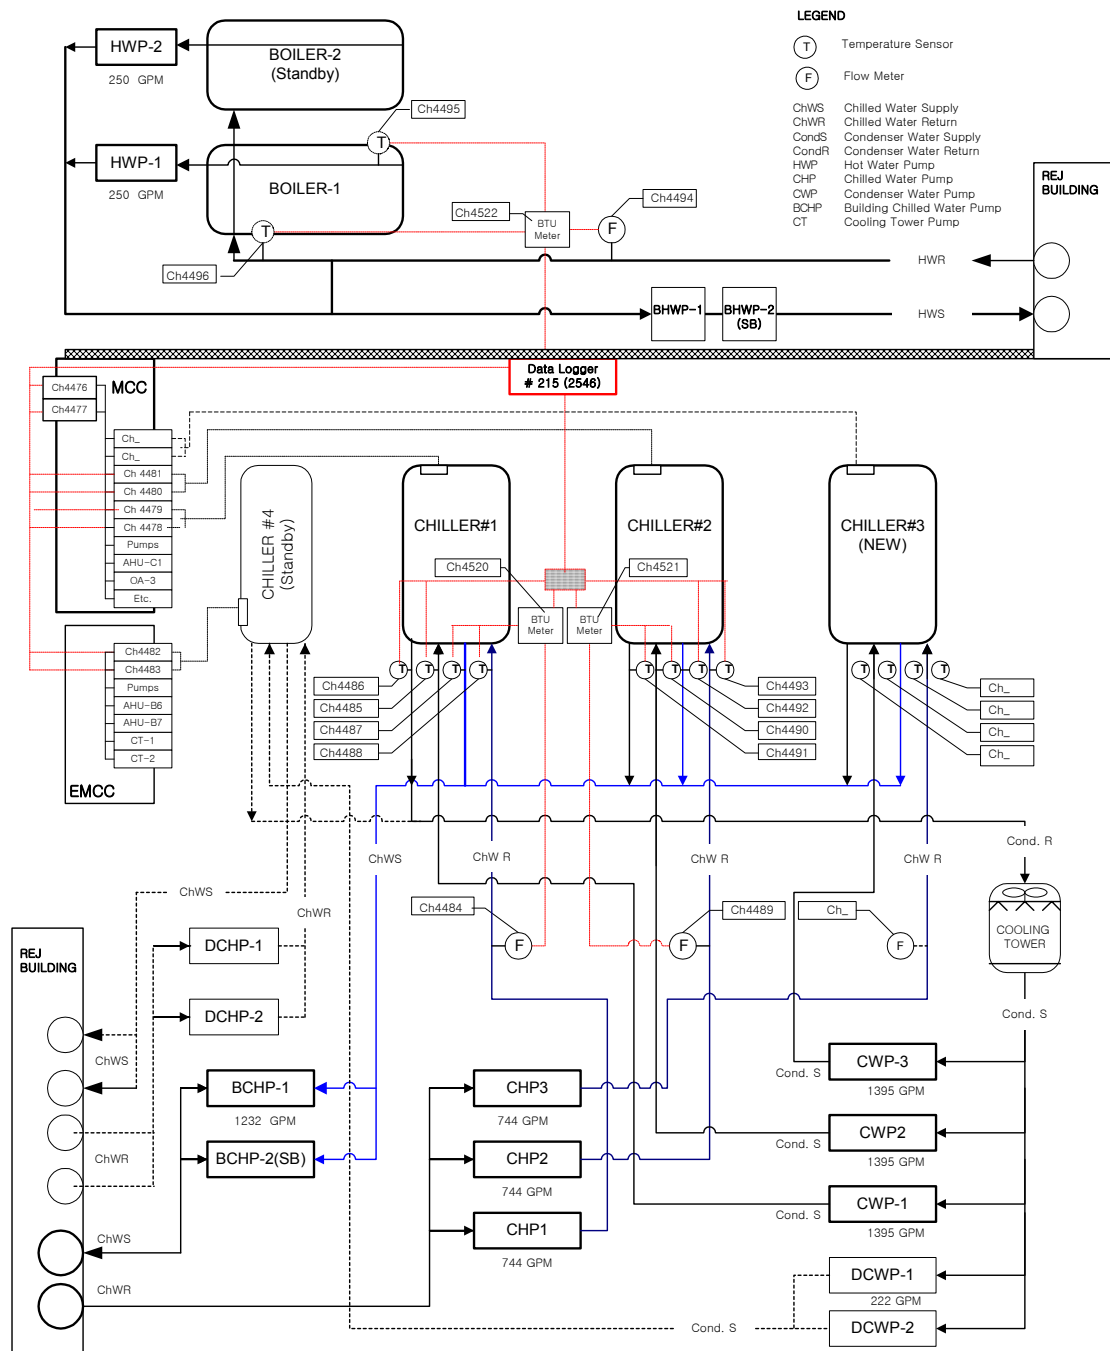 LEGEND
T
Temperature Sensor
F
Flow Meter
ChWS Chilled Water Supply
ChWR Chilled Water Return
CondS Condenser Water Supply
CondR Condenser Water Return
HWP Hot Water Pump
CHP Chilled Water Pump
CWP Condenser Water Pump
BCHP Building Chilled Water Pump
CT Cooling Tower Pump
HWP-2
250 GPM
BOILER-2
(Standby)
Ch4495
T
HWP-1
250 GPM
BOILER-1
Ch4522
BTU
Meter
F
Ch4494
T
Ch4496
REJ
BUILDING
HWR
BHWP-1
BHWP-2
(SB)
HWS
Data Logger
# 215 (2546)
MCC
Ch4476
Ch4477
Ch_
Ch_
Ch 4481
Ch 4480
Ch 4479
Ch 4478
Pumps
AHU-C1
OA-3
Etc.
Ch4482
Ch4483
Pumps
AHU-B6
AHU-B7
CT-1
CT-2
EMCC
CHILLER #4
(Standby)
CHILLER#1
CHILLER#2
CHILLER#3
(NEW)
Ch4520
Ch4521
BTU
Meter
BTU
Meter
T
T
T
T
T
T
T
T
T
T
T
T
Ch4486
Ch4485
Ch4487
Ch4488
Ch4493
Ch4492
Ch4490
Ch4491
Ch_
Ch_
Ch_
Ch_
Cond. R
ChWS
ChW R
ChW R
ChW R
ChWS
ChWR
Ch4484
F
Ch4489
F
Ch_
F
COOLING
TOWER
Cond. S
REJ
BUILDING
DCHP-1
DCHP-2
ChWS
ChWR
BCHP-1
1232 GPM
BCHP-2(SB)
CHP3
744 GPM
CHP2
744 GPM
CHP1
744 GPM
Cond. S
CWP-3
1395 GPM
Cond. S
CWP2
1395 GPM
Cond. S
CWP-1
1395 GPM
ChWS
ChWR
DCWP-1
222 GPM
Cond. S
DCWP-2